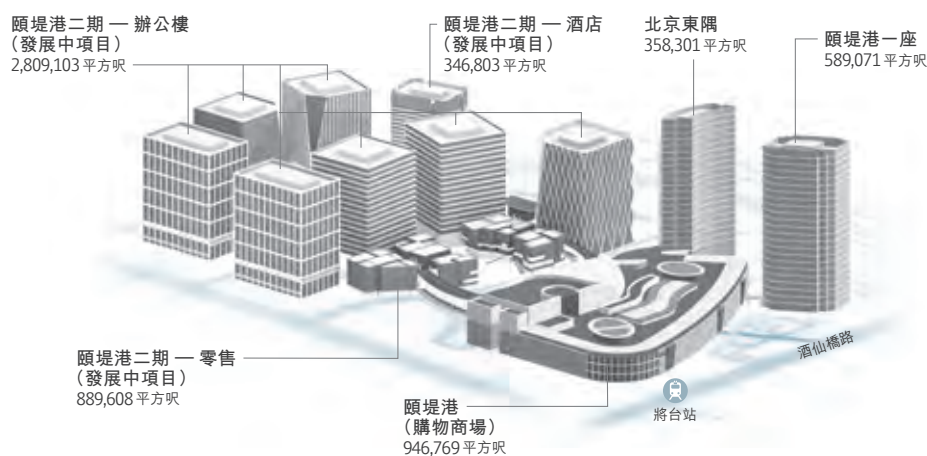 頤堤港二期 — 辦公樓
(發展中項目)
2,809,103 平方呎
頤堤港二期 — 酒店
(發展中項目)
346,803 平方呎
北京東隅
358,301 平方呎
頤堤港一座
589,071 平方呎
頤堤港二期 — 零售
(發展中項目)
889,608 平方呎
頤堤港
(購物商場)
946,769 平方呎
將台站
酒仙橋路